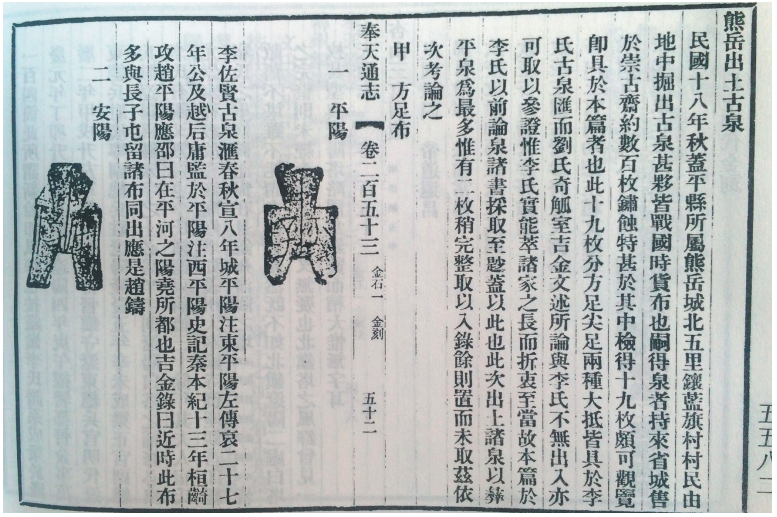 熊岳出土古泉
民國十八年秋蓋平縣所屬熊岳城北五里鑲藍旗村村民由
地中掘出古泉甚夥皆戰國時貨布也嗣得泉者持來省城售
於崇古齋約數百枚鏽蝕特甚於其中檢得十九枚頗可觀覽
卽具於本篇者也此十九枚分方足尖足兩種大抵皆具於李
氏古泉匯而劉氏奇觚室吉金文述所論與李氏不無出入亦
可取以參證惟李氏實能萃諸家之長而折衷至當故本篇於
李氏以前論泉諸書採取至尟蓋以此也此次出土諸泉以彝
平泉爲最多惟有一枚稍完整取以入錄餘則置而未取茲依
次考論之
奉天通志 卷二百五十三 金石一 金刻 五十二
甲 方足布
一 平陽
李佐賢古泉滙春秋宣八年城平陽注東平陽左傳哀二十七
年公及越后庸監於平陽注西平陽史記秦本紀十三年桓齮
攻趙平陽應邵曰在平河之陽堯所都也吉金錄曰近時此布
多與長子屯留諸布同出應是趙鑄
二 安陽
五五八二